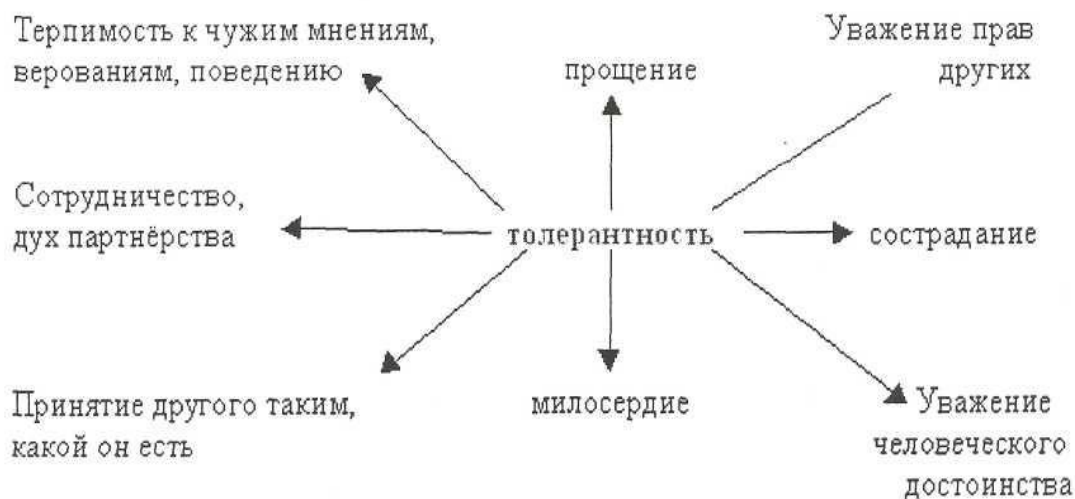 Терпимость к чужим мнениям,
верованиям, поведению
прощение
Уважение прав
других
Сотрудничество,
дух партнёрства
толерантность
сострадание
Принятие другого таким,
какой он есть
милосердие
Уважение
человеческого
достоинства